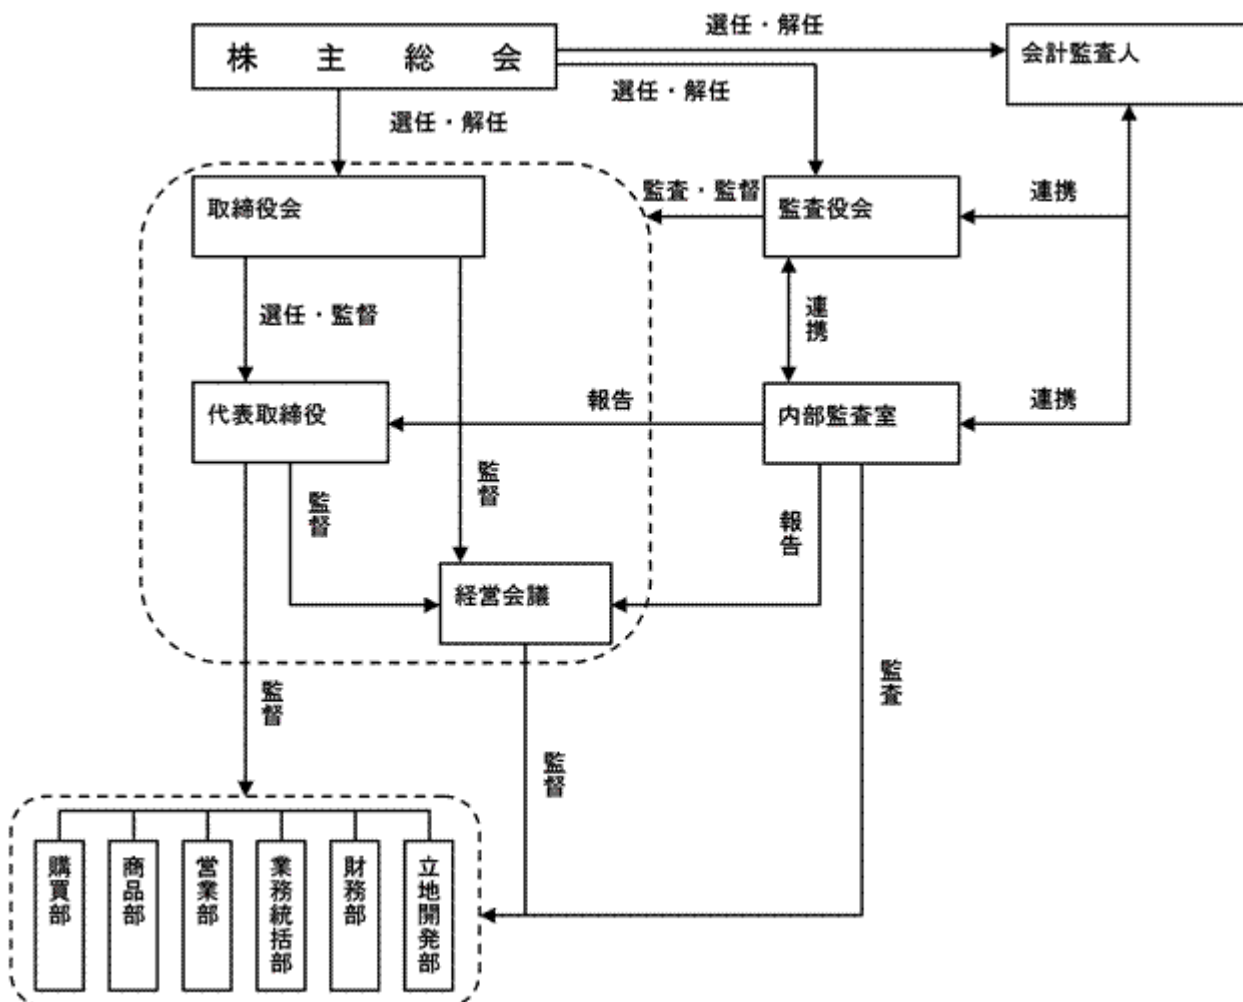 選任・解任
株主総会
会計監査人
選任・解任
選任・解任
取締役会
監査・監督
監査役会
連携
選任・監督
連携
代表取締役
報告
内部監査室
連携
監督
監督
報告
経営会議
監督
監査
監督
購買部
商品部
営業部
業務統括部
財務部
立地開発部